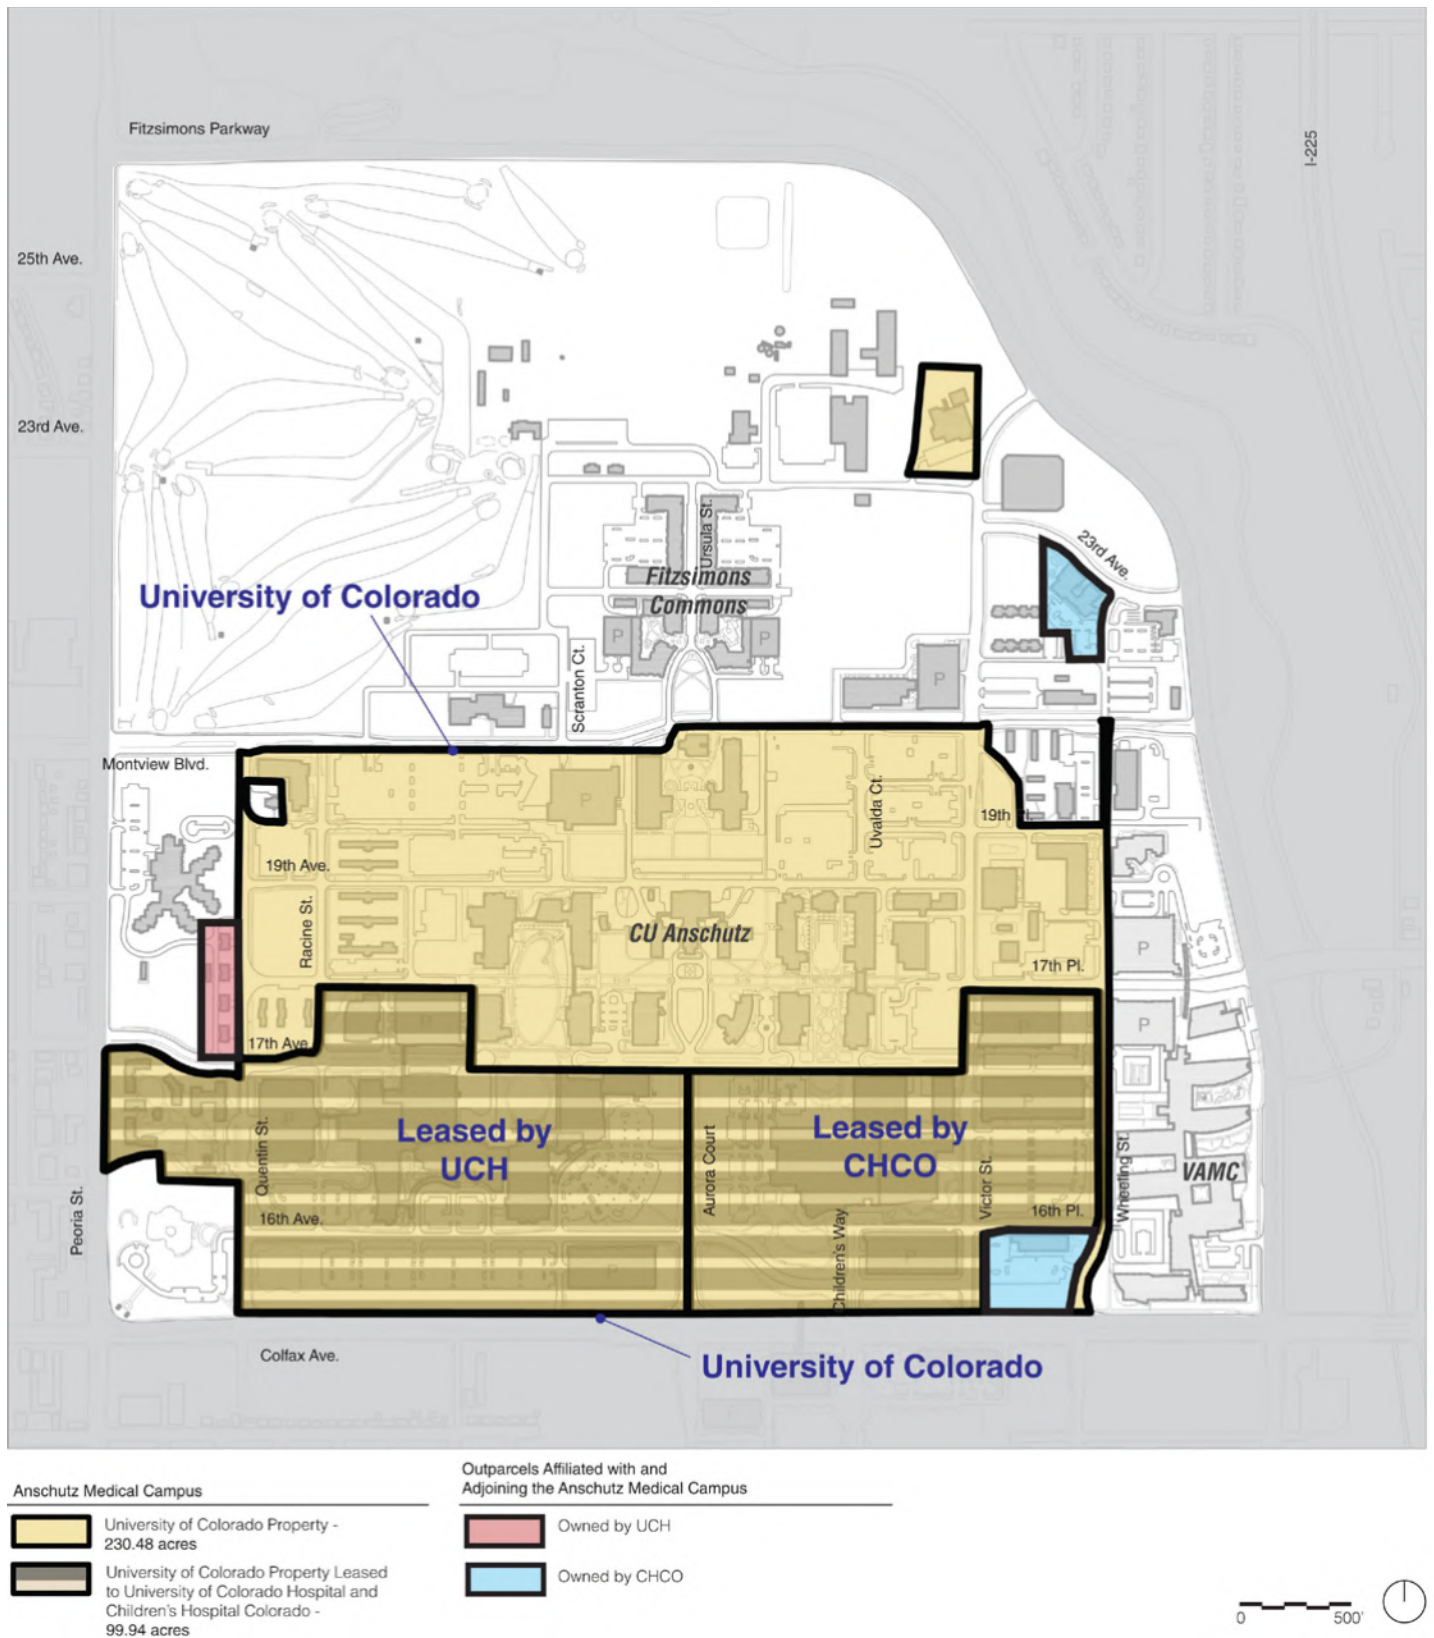 Fitzsimons Parkway
I-225
25th Ave.
23rd Ave.
Ursula St.
23rd Ave.
Fitzsimons
Commons
University of Colorado
P
P
Scranton Ct.
P
Montview Blvd.
P
Uvalda Ct.
19th Pl.
19th Ave.
Racine St.
CU Anschutz
P
17th Pl.
17th Ave.
P
P
P
Leased by
UCH
Leased by
CHCO
Quentin St.
Aurora Court
Victor St.
Wheeling St.
VAMC
Peoria St.
16th Ave.
16th Pl.
Children's Way
P
P
Colfax Ave.
University of Colorado
P
Anschutz Medical Campus
University of Colorado Property -
230.48 acres
University of Colorado Property Leased
to University of Colorado Hospital and
Children's Hospital Colorado -
99.94 acres
Outparcels Affiliated with and
Adjoining the Anschutz Medical Campus
Owned by UCH
Owned by CHCO
0 500'